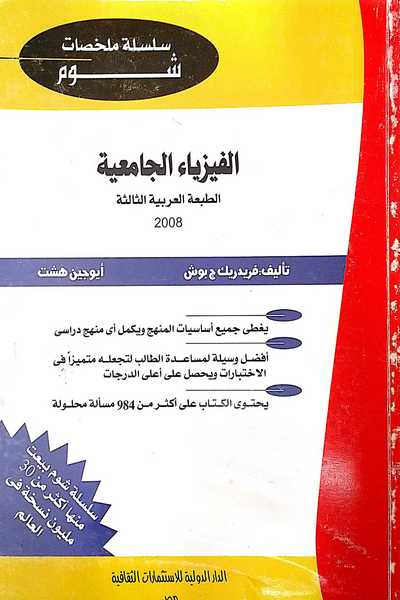 سلسلة ملخصات
شوم
الفيزياء الجامعية
الطبعة العربية الثالثة
2008
تأليف: فريدريك ج بوش أيوجين هشت
يغطى جميع أساسيات المنهج ويكمل أى منهج دراسى
أفضل وسيلة لمساعدة الطالب لتجعله متميزاً فى
الاختبارات ويحصل على أعلى الدرجات
يحتوى الكتاب على أكثر من 984 مسألة محلولة
سلسلة شوم بيعت
منها أكثر من 30
مليون نسخة فى
العالم
الدار الدولية للاستثمارات الثقافية
مصر